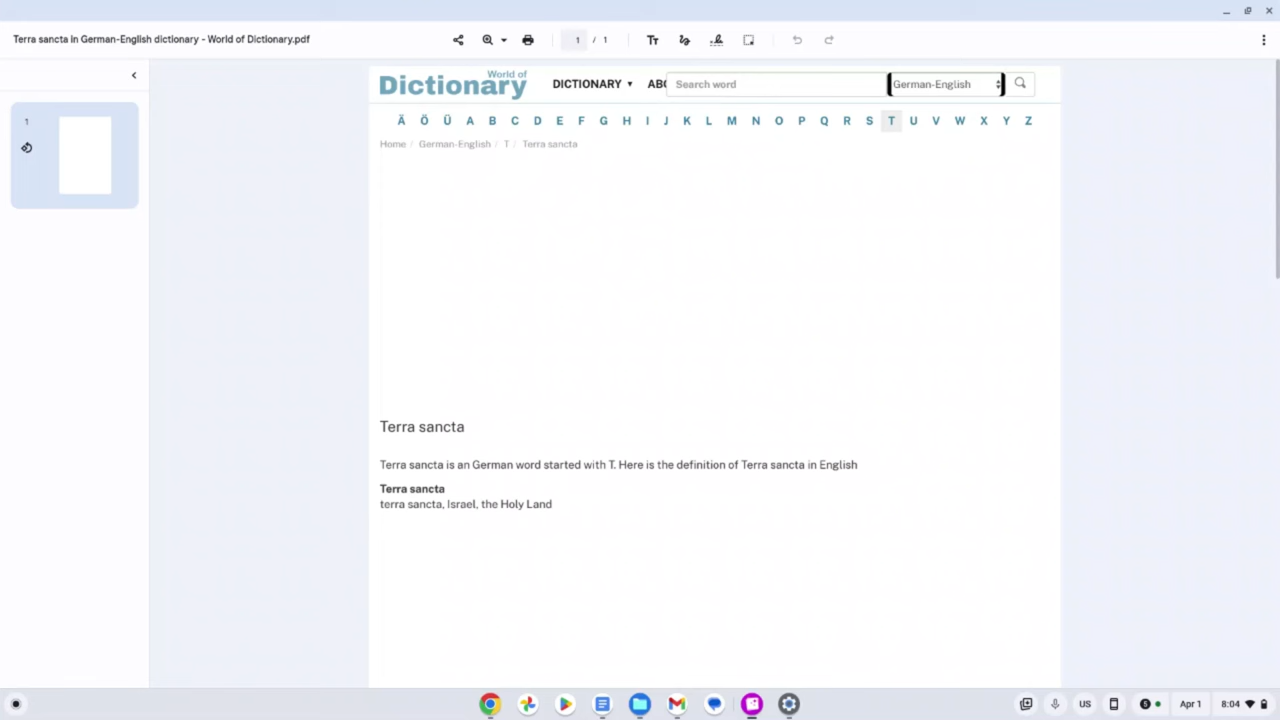 Terra sancta in German-English dictionary - World of Dictionary.pdf
1 / 1
1
World of
Dictionary
DICTIONARY
Search word
German-English
Ä Ö Ü A B C D E F G H I J K L M N O P Q R S T U V W X Y Z
Home / German-English / T / Terra sancta
Terra sancta
Terra sancta is an German word started with T. Here is the definition of Terra sancta in English
Terra sancta
terra sancta, Israel, the Holy Land
US
Apr 1
8:04